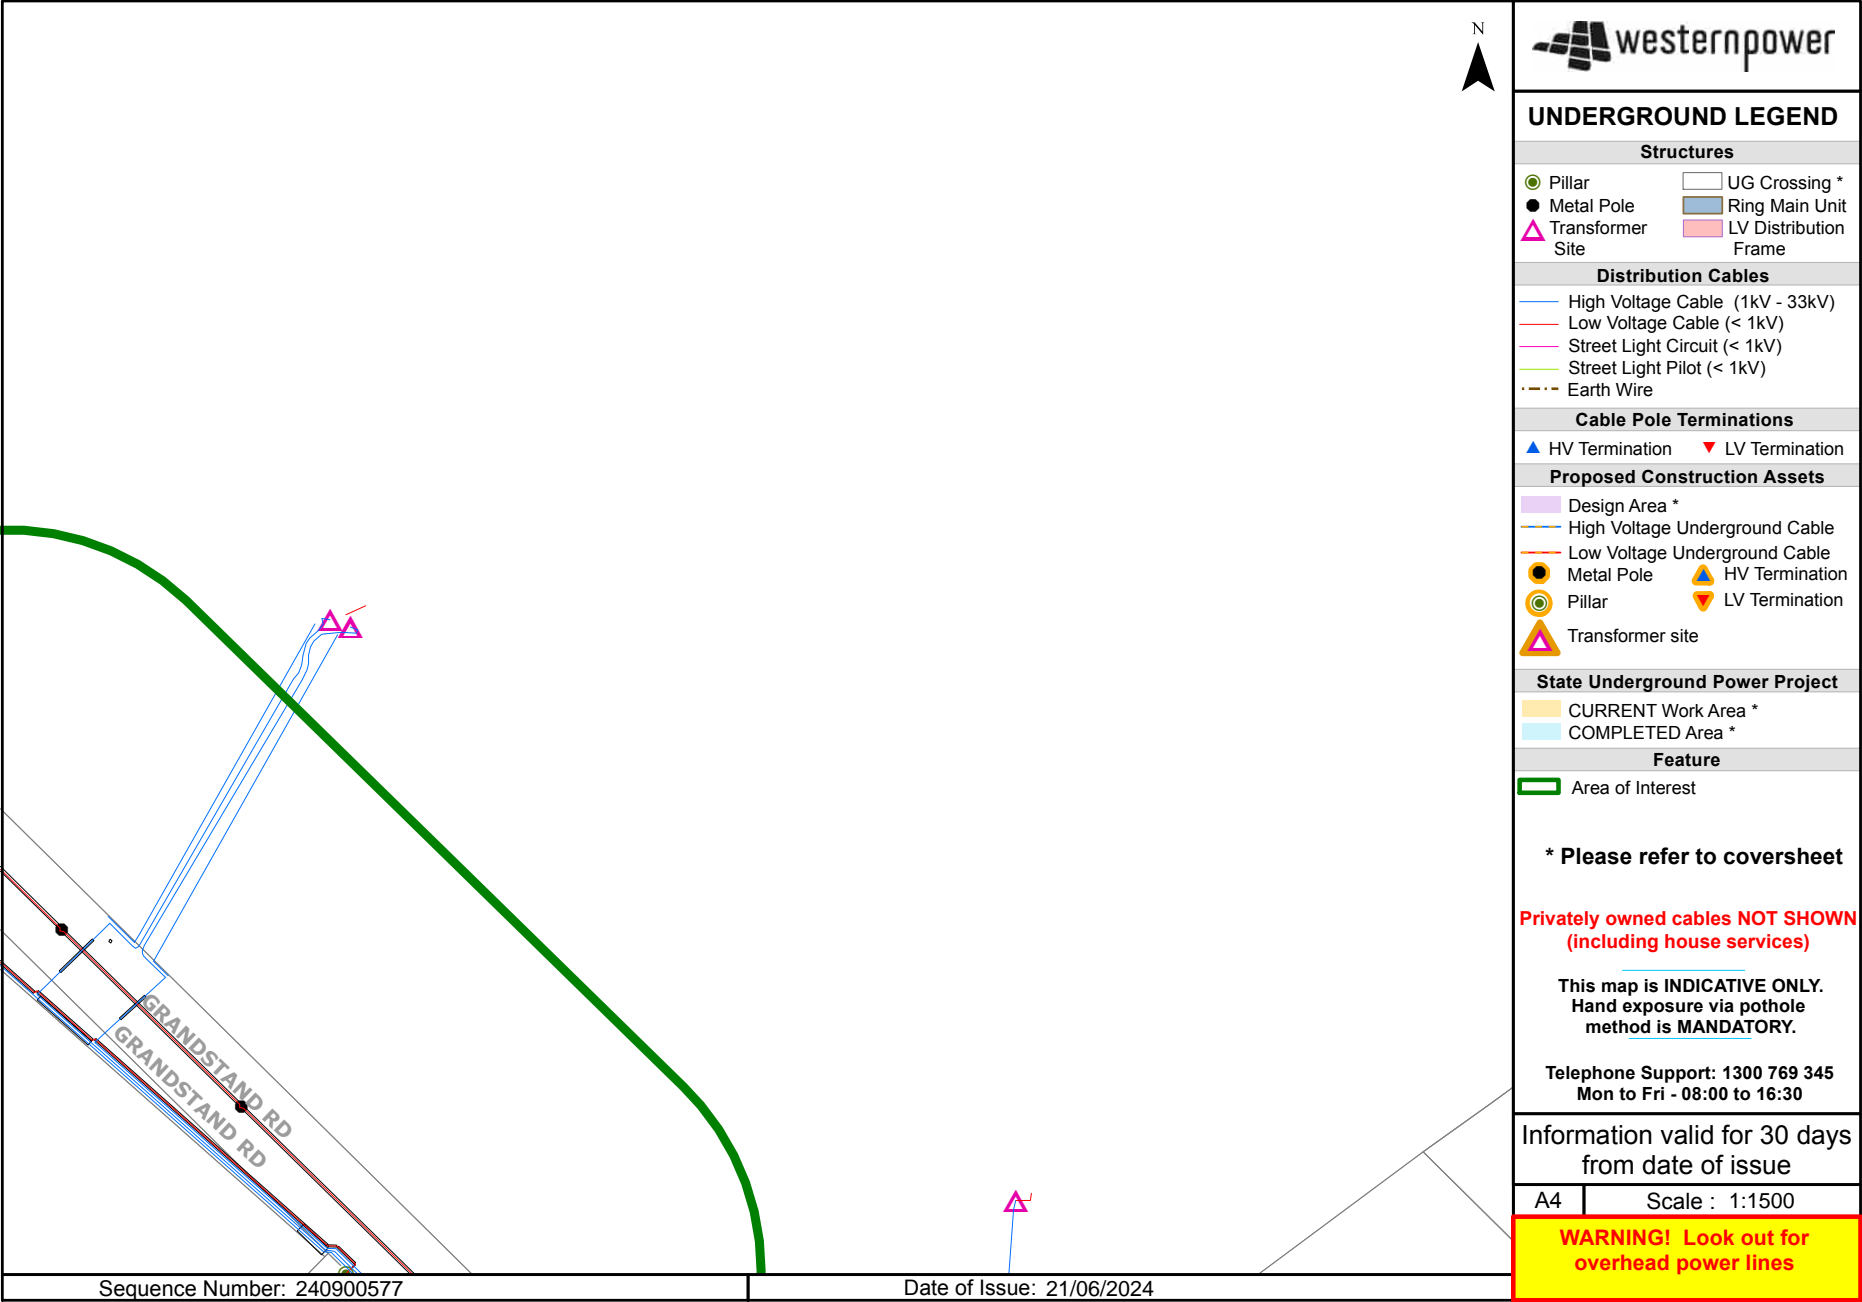 N
GRANDSTAND RD
GRANDSTAND RD
westernpower
UNDERGROUND LEGEND
Structures
Pillar
UG Crossing *
Metal Pole
Ring Main Unit
Transformer
Site
LV Distribution
Frame
Distribution Cables
High Voltage Cable (1kV - 33kV)
Low Voltage Cable (< 1kV)
Street Light Circuit (< 1kV)
Street Light Pilot (< 1kV)
Earth Wire
Cable Pole Terminations
HV Termination
LV Termination
Proposed Construction Assets
Design Area *
High Voltage Underground Cable
Low Voltage Underground Cable
Metal Pole
HV Termination
Pillar
LV Termination
Transformer site
State Underground Power Project
CURRENT Work Area *
COMPLETED Area *
Feature
Area of Interest
* Please refer to coversheet
Privately owned cables NOT SHOWN
(including house services)
This map is INDICATIVE ONLY.
Hand exposure via pothole
method is MANDATORY.
Telephone Support: 1300 769 345
Mon to Fri - 08:00 to 16:30
Information valid for 30 days
from date of issue
A4
Scale : 1:1500
WARNING! Look out for
overhead power lines
Sequence Number: 240900577
Date of Issue: 21/06/2024